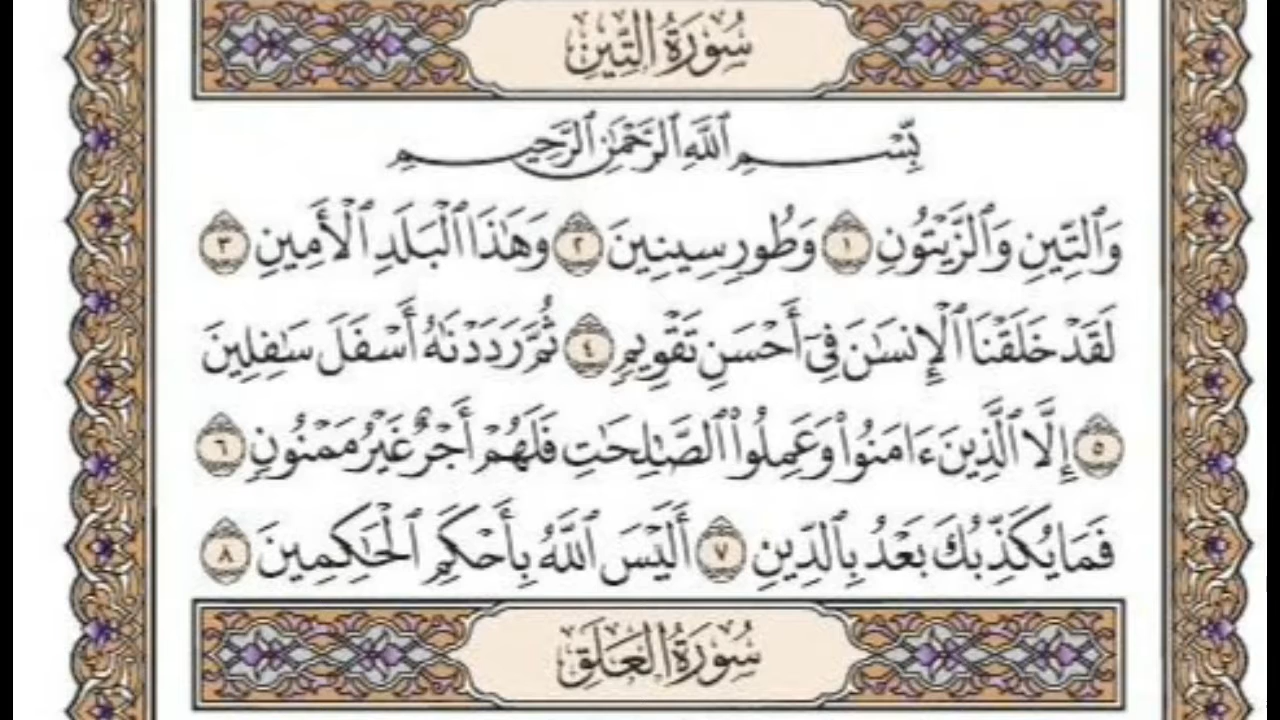 سُورَةُ التِّينِ
بِّسْمِ ٱللَّهِ ٱلرَّحْمَٰنِ ٱلرَّحِيمِ
وَٱلتِّينِ وَٱلزَّيْتُونِ ١ وَطُورِ سِينِينَ ٢ وَهَٰذَا ٱلْبَلَدِ ٱلْأَمِينِ ٣
لَقَدْ خَلَقْنَا ٱلْإِنسَٰنَ فِىٓ أَحْسَنِ تَقْوِيمٍ ٤ ثُمَّ رَدَدْنَٰهُ أَسْفَلَ سَٰفِلِينَ
٥ إِلَّا ٱلَّذِينَ ءَامَنُوا۟ وَعَمِلُوا۟ ٱلصَّٰلِحَٰتِ فَلَهُمْ أَجْرٌ غَيْرُ مَمْنُونٍ ٦
فَمَا يُكَذِّبُكَ بَعْدُ بِٱلدِّينِ ٧ أَلَيْسَ ٱللَّهُ بِأَحْكَمِ ٱلْحَٰكِمِينَ ٨
سُورَةُ العَلَقِ